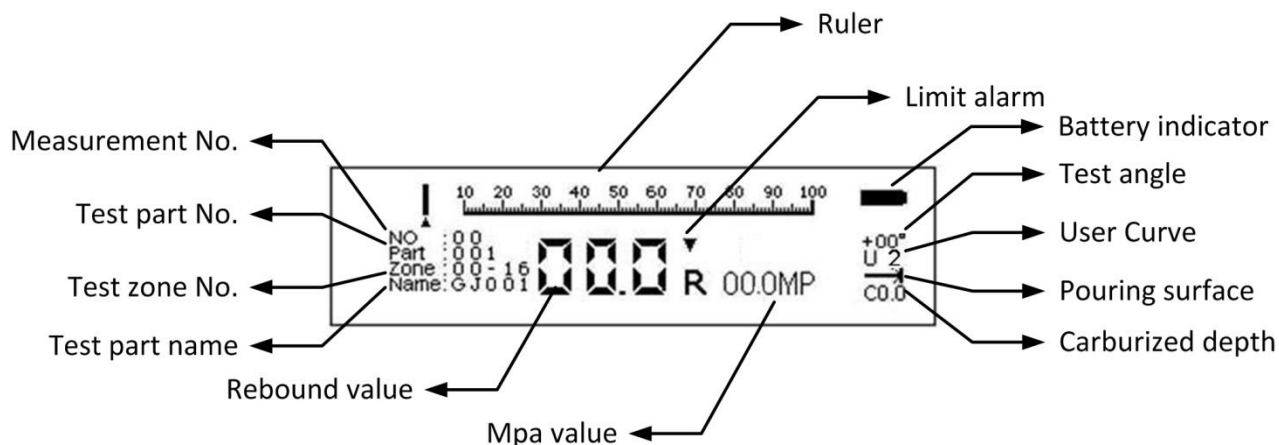 Ruler
Limit alarm
Measurement No.
Battery indicator
Test angle
Test part No.
User Curve
Test zone No.
Pouring surface
Test part name
Carburized depth
Rebound value
Mpa value
10 20 30 40 50 60 70 80 90 100
NO :00
Part :001
Zone :00-16
Name:GJ001
00.0 R 00.0MP
+00°
U 2
C0.0